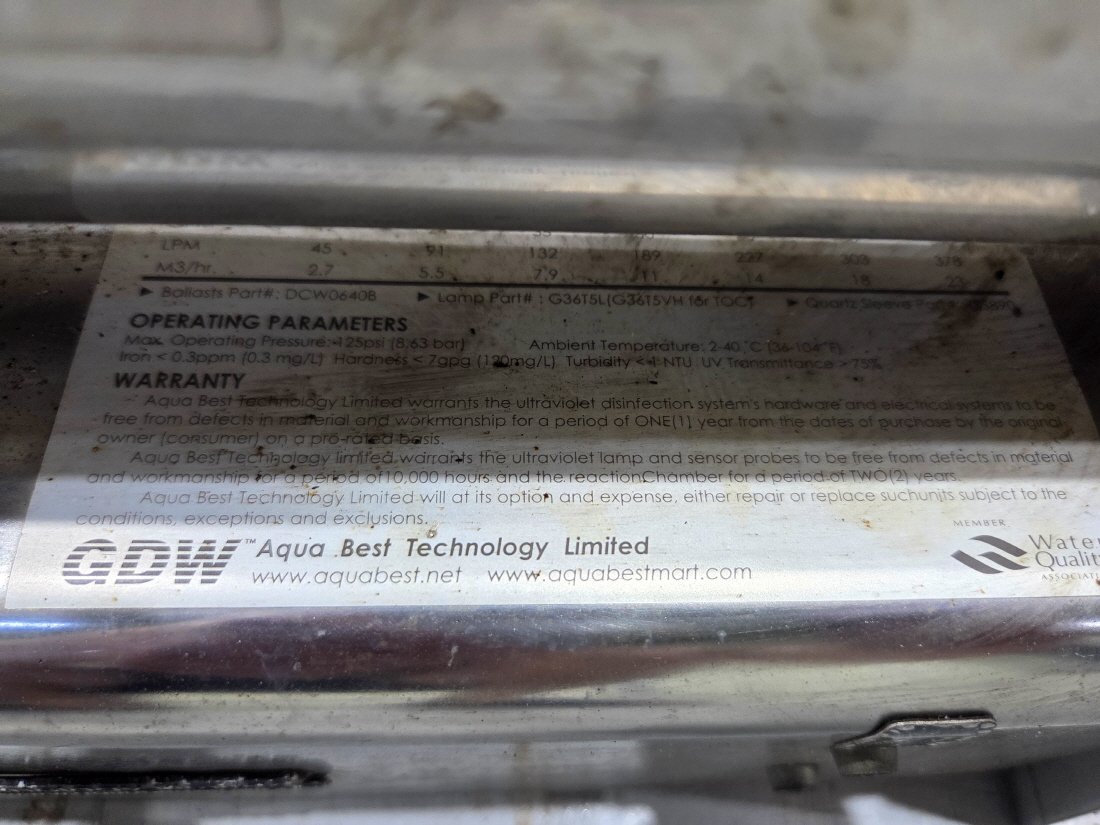 LPM 45 91 132 189 227 303 378
M3/hr. 2.7 5.5 7.9 11 14 18 23
► Ballasts Part#: DCW06408 ► Lamp Part# : G36T5L(G36T5VH for TOC) ► Quartz Sleeve
OPERATING PARAMETERS
Max. Operating Pressure: 125psi (8.63 bar) Ambient Temperature: 2-40 °C (36-104°F)
Iron < 0.3ppm (0.3 mg/L) Hardness < 7gpg (120mg/L) Turbidity < 1 NTU UV Transmittance > 75%
WARRANTY
Aqua Best Technology Limited warrants the ultraviolet disinfection system's hardware and electrical systems to be
free from defects in material and workmanship for a period of ONE(1) year from the dates of purchase by the original
owner (consumer) on a pro-rated basis.
Aqua Best Technology limited warrants the ultraviolet lamp and sensor probes to be free from defects in material
and workmanship for a period of 10,000 hours and the reaction Chamber for a period of TWO(2) years.
Aqua Best Technology Limited will at its option and expense, either repair or replace suchunits subject to the
conditions, exceptions and exclusions.
GDW™ Aqua Best Technology Limited
www.aquabest.net www.aquabestmart.com
MEMBER
Water
Quality